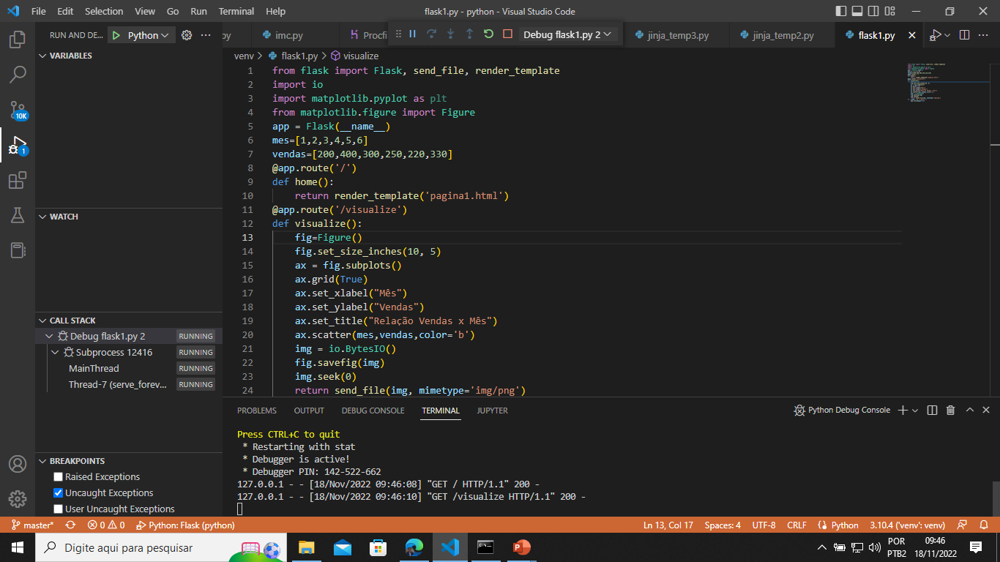 File Edit Selection View Go Run Terminal Help flask1.py - python - Visual Studio Code
RUN AND DE... Python py imc.py Procfi Debug flask1.py 2 jinja_temp3.py jinja_temp2.py flask1.py
VARIABLES
WATCH
CALL STACK
Debug flask1.py 2 RUNNING
Subprocess 12416 RUNNING
MainThread RUNNING
Thread-7 (serve_forev... RUNNING
BREAKPOINTS
Raised Exceptions
Uncaught Exceptions
User Uncaught Exceptions
10K
1
venv > flask1.py > visualize
1 from flask import Flask, send_file, render_template
2 import io
3 import matplotlib.pyplot as plt
4 from matplotlib.figure import Figure
5 app = Flask(__name__)
6 mes=[1,2,3,4,5,6]
7 vendas=[200,400,300,250,220,330]
8 @app.route('/')
9 def home():
10 return render_template('pagina1.html')
11 @app.route('/visualize')
12 def visualize():
13 fig=Figure()
14 fig.set_size_inches(10, 5)
15 ax = fig.subplots()
16 ax.grid(True)
17 ax.set_xlabel("Mês")
18 ax.set_ylabel("Vendas")
19 ax.set_title("Relação Vendas x Mês")
20 ax.scatter(mes,vendas,color='b')
21 img = io.BytesIO()
22 fig.savefig(img)
23 img.seek(0)
24 return send_file(img, mimetype='img/png')
PROBLEMS OUTPUT DEBUG CONSOLE TERMINAL JUPYTER Python Debug Console
Press CTRL+C to quit
* Restarting with stat
* Debugger is active!
* Debugger PIN: 142-522-662
127.0.0.1 - - [18/Nov/2022 09:46:08] "GET / HTTP/1.1" 200 -
127.0.0.1 - - [18/Nov/2022 09:46:10] "GET /visualize HTTP/1.1" 200 -
master* 0 0 Python: Flask (python) Ln 13, Col 17 Spaces: 4 UTF-8 CRLF Python 3.10.4 ('venv': venv)
Digite aqui para pesquisar
POR
PTB2
09:46
18/11/2022